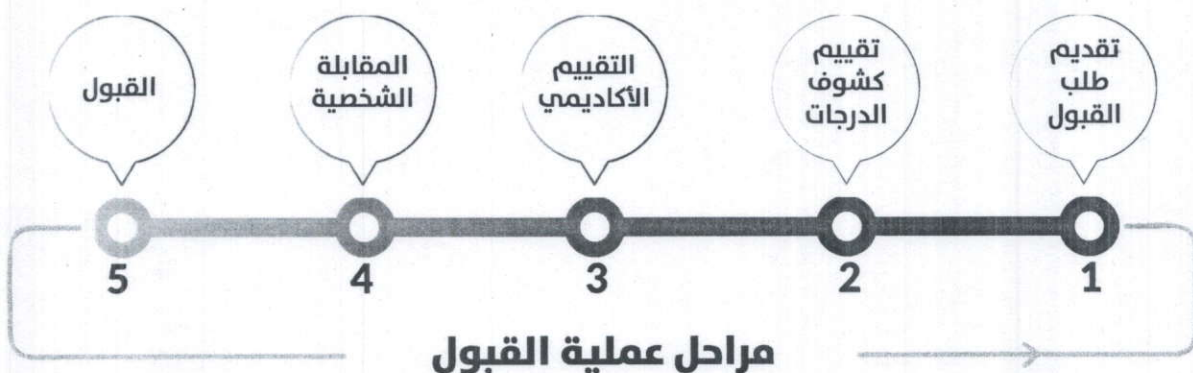 تقديم
طلب
القبول
تقييم
كشوف
الدرجات
التقييم
الأكاديمي
المقابلة
الشخصية
القبول
1
2
3
4
5
مراحل عملية القبول